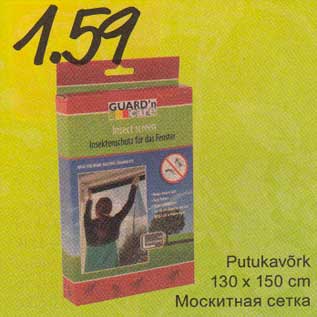 1.59
GUARD'n
care
Insect screen
Insektenschutz für das Fenster
Putukavõrk
130 x 150 cm
Москитная сетка